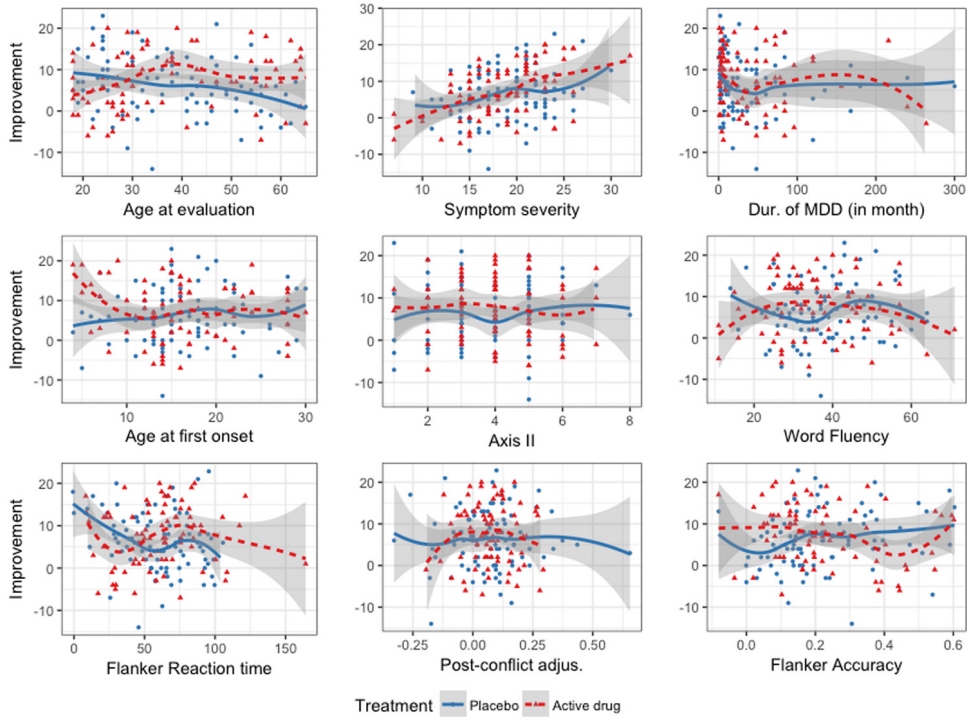 20
10
0
-10
Improvement
20 30 40 50 60
Age at evaluation
30
20
10
0
-10
10 15 20 25 30
Symptom severity
20
10
0
-10
0 100 200 300
Dur. of MDD (in month)
20
10
0
-10
Improvement
10 20 30
Age at first onset
20
10
0
-10
2 4 6 8
Axis II
20
10
0
-10
20 40 60
Word Fluency
20
10
0
-10
Improvement
0 50 100 150
Flanker Reaction time
20
10
0
-10
-0.25 0.00 0.25 0.50
Post-conflict adjus.
20
10
0
-10
0.0 0.2 0.4 0.6
Flanker Accuracy
Treatment Placebo Active drug